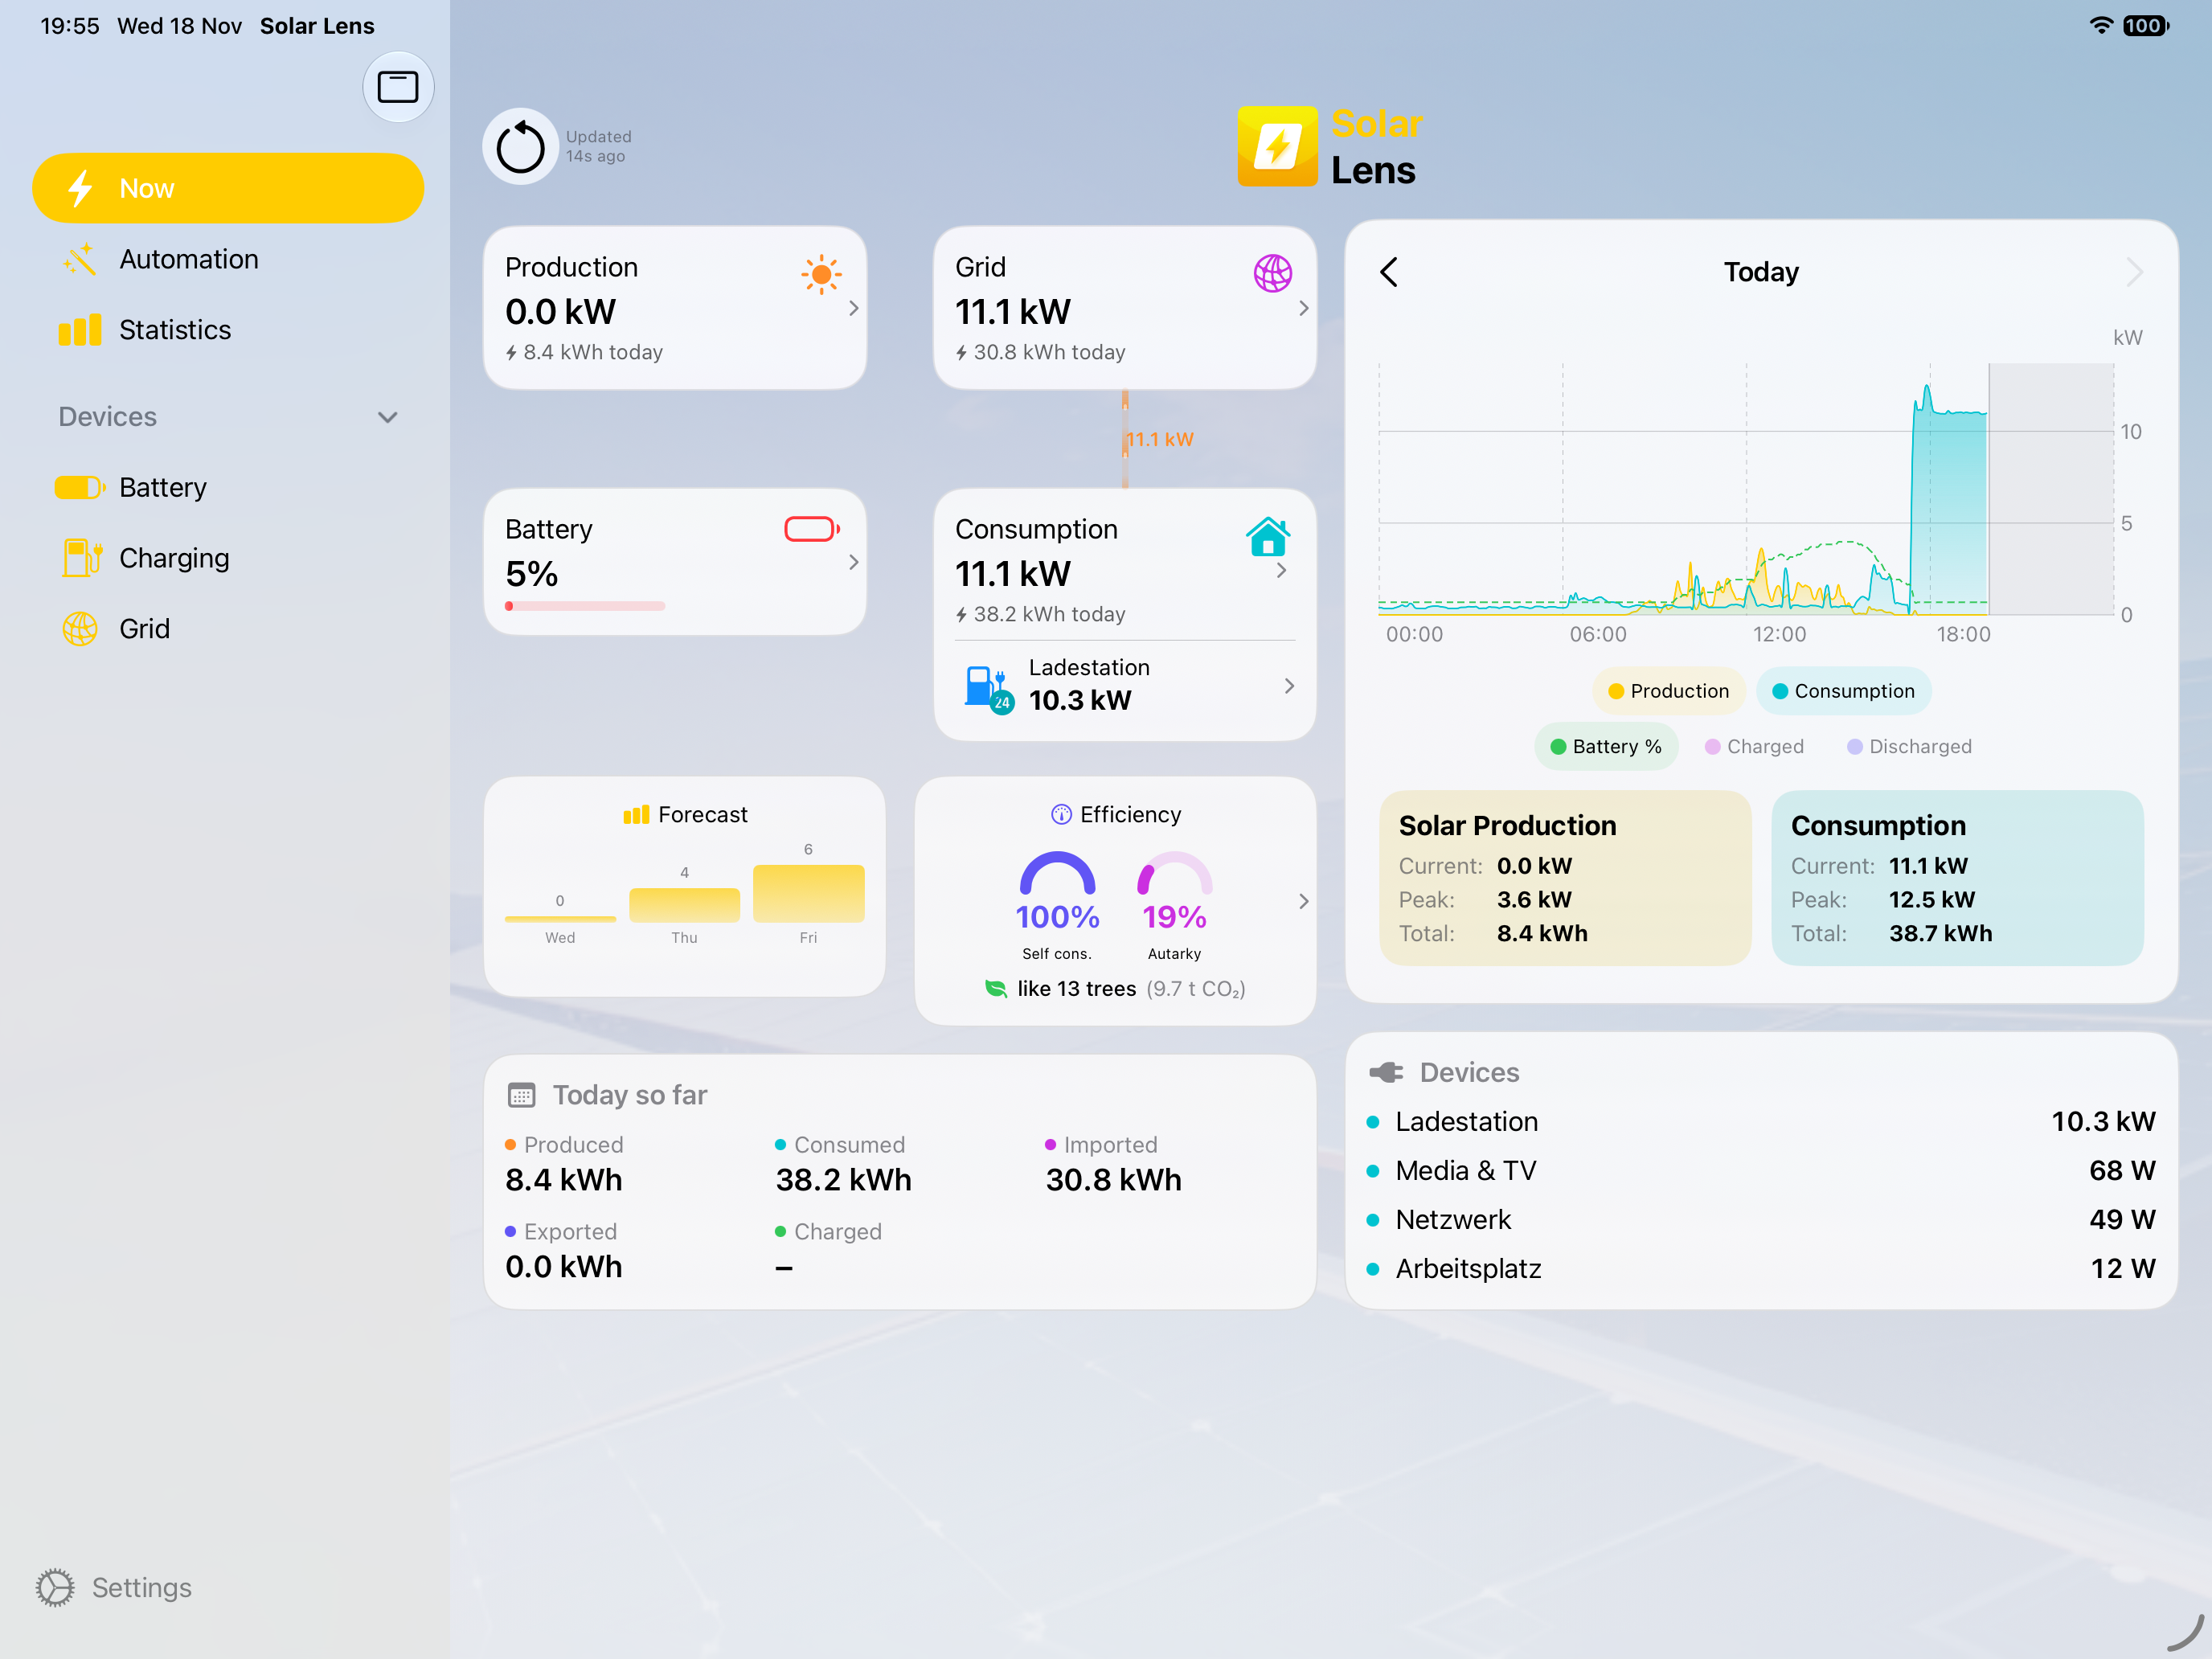 19:55 Wed 18 Nov Solar Lens
100
Now
Automation
Statistics
Devices
Battery
Charging
Grid
Settings
Updated
14s ago
Solar
Lens
Production
0.0 kW
8.4 kWh today
Grid
11.1 kW
30.8 kWh today
11.1 kW
Battery
5%
Consumption
11.1 kW
38.2 kWh today
24
Ladestation
10.3 kW
Forecast
0
4
6
Wed
Thu
Fri
Efficiency
100%
19%
Self cons.
Autarky
like 13 trees (9.7 t CO₂)
Today so far
Produced
8.4 kWh
Consumed
38.2 kWh
Imported
30.8 kWh
Exported
0.0 kWh
Charged
–
Today
kW
10
5
0
00:00
06:00
12:00
18:00
Production
Consumption
Battery %
Charged
Discharged
Solar Production
Current: 0.0 kW
Peak: 3.6 kW
Total: 8.4 kWh
Consumption
Current: 11.1 kW
Peak: 12.5 kW
Total: 38.7 kWh
Devices
Ladestation 10.3 kW
Media & TV 68 W
Netzwerk 49 W
Arbeitsplatz 12 W